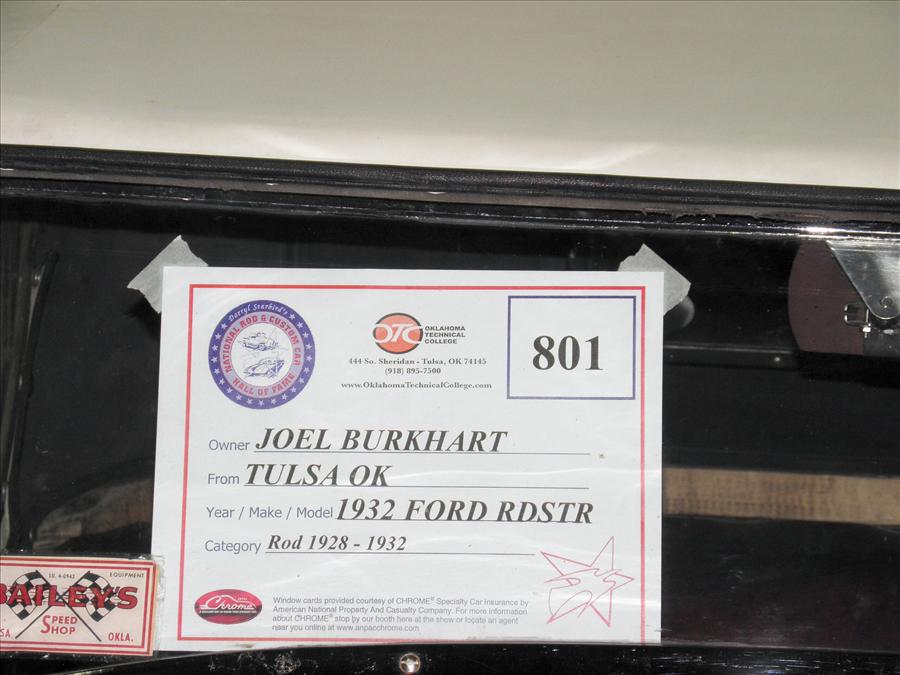 Darryl Starbird's
NATIONAL ROD & CUSTOM CAR
HALL OF FAME
OTC OKLAHOMA
TECHNICAL
COLLEGE
444 So. Sheridan - Tulsa, OK 74145
(918) 895-7500
www.OklahomaTechnicalCollege.com
801
Owner JOEL BURKHART
From TULSA OK
Year / Make / Model 1932 FORD RDSTR
Category Rod 1928 - 1932
Chrome
Window cards provided courtesy of CHROME® Specialty Car insurance by
American National Property And Casualty Company. For more information
about CHROME® stop by our booth here at the show or locate an agent
near you online at www.anpacchrome.com
LU. 4-0942 EQUIPMENT
BAILEY'S
SPEED
SHOP
OKLA.